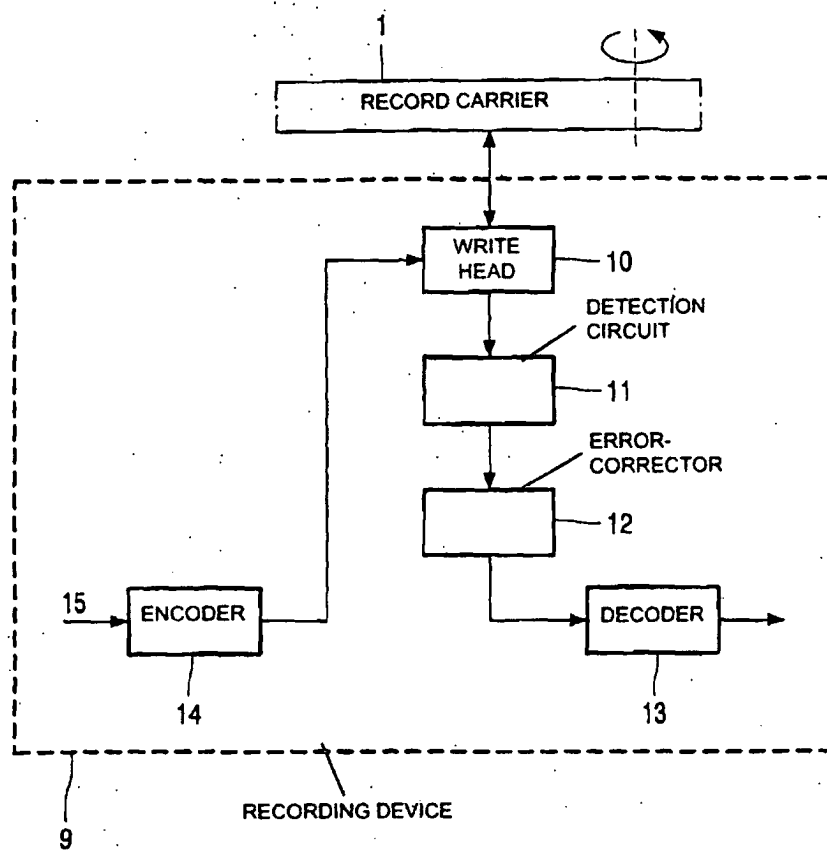 1
RECORD CARRIER
WRITE
HEAD
10
DETECTION
CIRCUIT
11
ERROR-
CORRECTOR
12
15
ENCODER
DECODER
14
13
RECORDING DEVICE
9